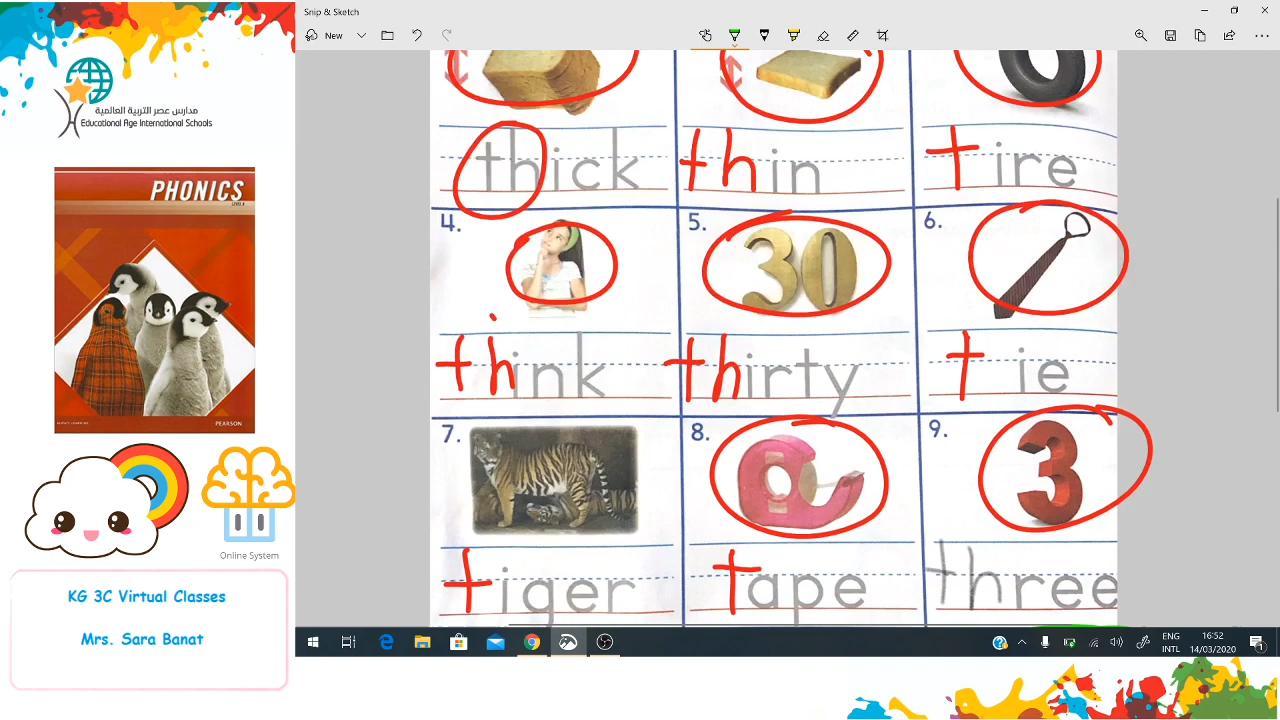 Snip & Sketch
New
مدارس عصر التربية العالمية
Educational Age International Schools
PHONICS
PEARSON
Online System
KG 3C Virtual Classes
Mrs. Sara Banat
thick
thin
tire
4.
5.
30
6.
think
thirty
tie
7.
8.
9.
3
tiger
tape
three
ENG
INTL
16:52
14/03/2020